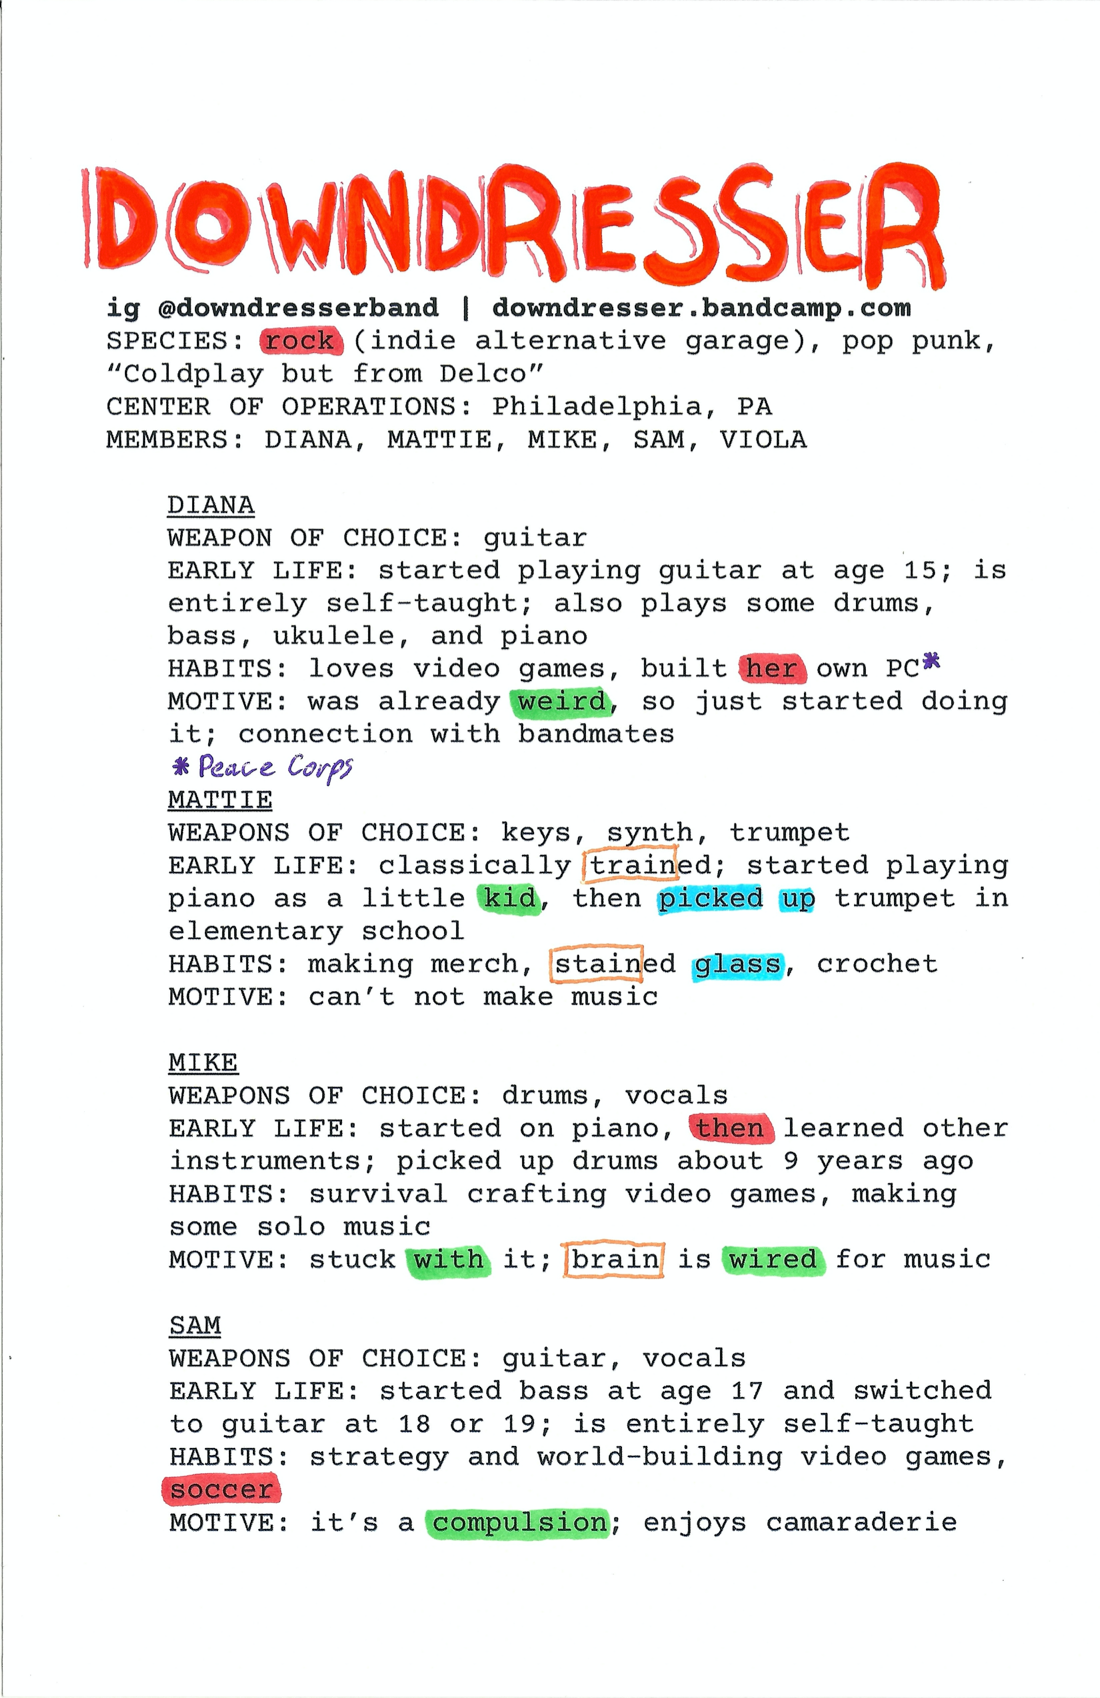 DOWNDRESSER
ig @downdresserband | downdresser.bandcamp.com
SPECIES: rock (indie alternative garage), pop punk,
“Coldplay but from Delco”
CENTER OF OPERATIONS: Philadelphia, PA
MEMBERS: DIANA, MATTIE, MIKE, SAM, VIOLA
DIANA
WEAPON OF CHOICE: guitar
EARLY LIFE: started playing guitar at age 15; is
entirely self-taught; also plays some drums,
bass, ukulele, and piano
HABITS: loves video games, built her own PC*
MOTIVE: was already weird, so just started doing
it; connection with bandmates
* Peace Corps
MATTIE
WEAPONS OF CHOICE: keys, synth, trumpet
EARLY LIFE: classically trained; started playing
piano as a little kid, then picked up trumpet in
elementary school
HABITS: making merch, stained glass, crochet
MOTIVE: can’t not make music
MIKE
WEAPONS OF CHOICE: drums, vocals
EARLY LIFE: started on piano, then learned other
instruments; picked up drums about 9 years ago
HABITS: survival crafting video games, making
some solo music
MOTIVE: stuck with it; brain is wired for music
SAM
WEAPONS OF CHOICE: guitar, vocals
EARLY LIFE: started bass at age 17 and switched
to guitar at 18 or 19; is entirely self-taught
HABITS: strategy and world-building video games,
soccer
MOTIVE: it’s a compulsion; enjoys camaraderie